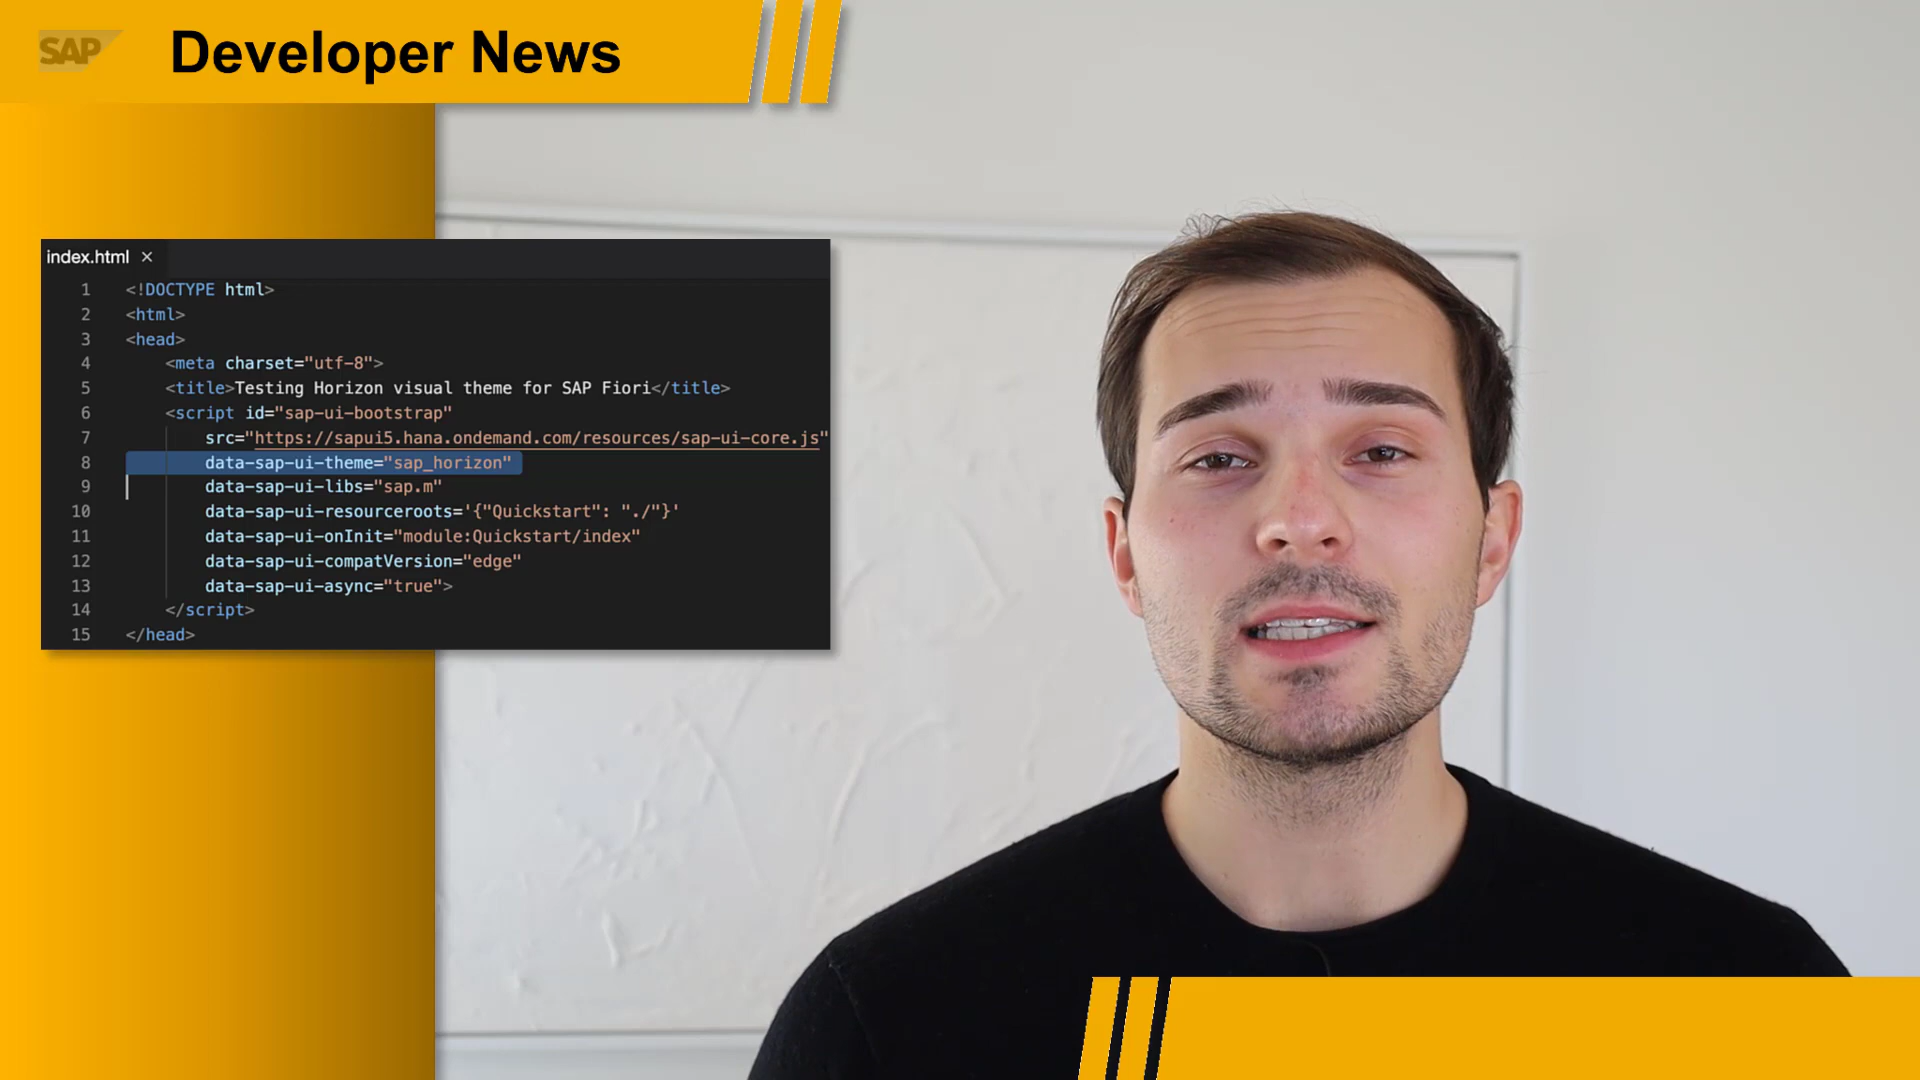 SAP
Developer News
index.html ×
1 <!DOCTYPE html>
2 <html>
3 <head>
4 <meta charset="utf-8">
5 <title>Testing Horizon visual theme for SAP Fiori</title>
6 <script id="sap-ui-bootstrap"
7 src="https://sapui5.hana.ondemand.com/resources/sap-ui-core.js"
8 data-sap-ui-theme="sap_horizon"
9 data-sap-ui-libs="sap.m"
10 data-sap-ui-resourceroots='{"Quickstart": "./"}'
11 data-sap-ui-onInit="module:Quickstart/index"
12 data-sap-ui-compatVersion="edge"
13 data-sap-ui-async="true">
14 </script>
15 </head>